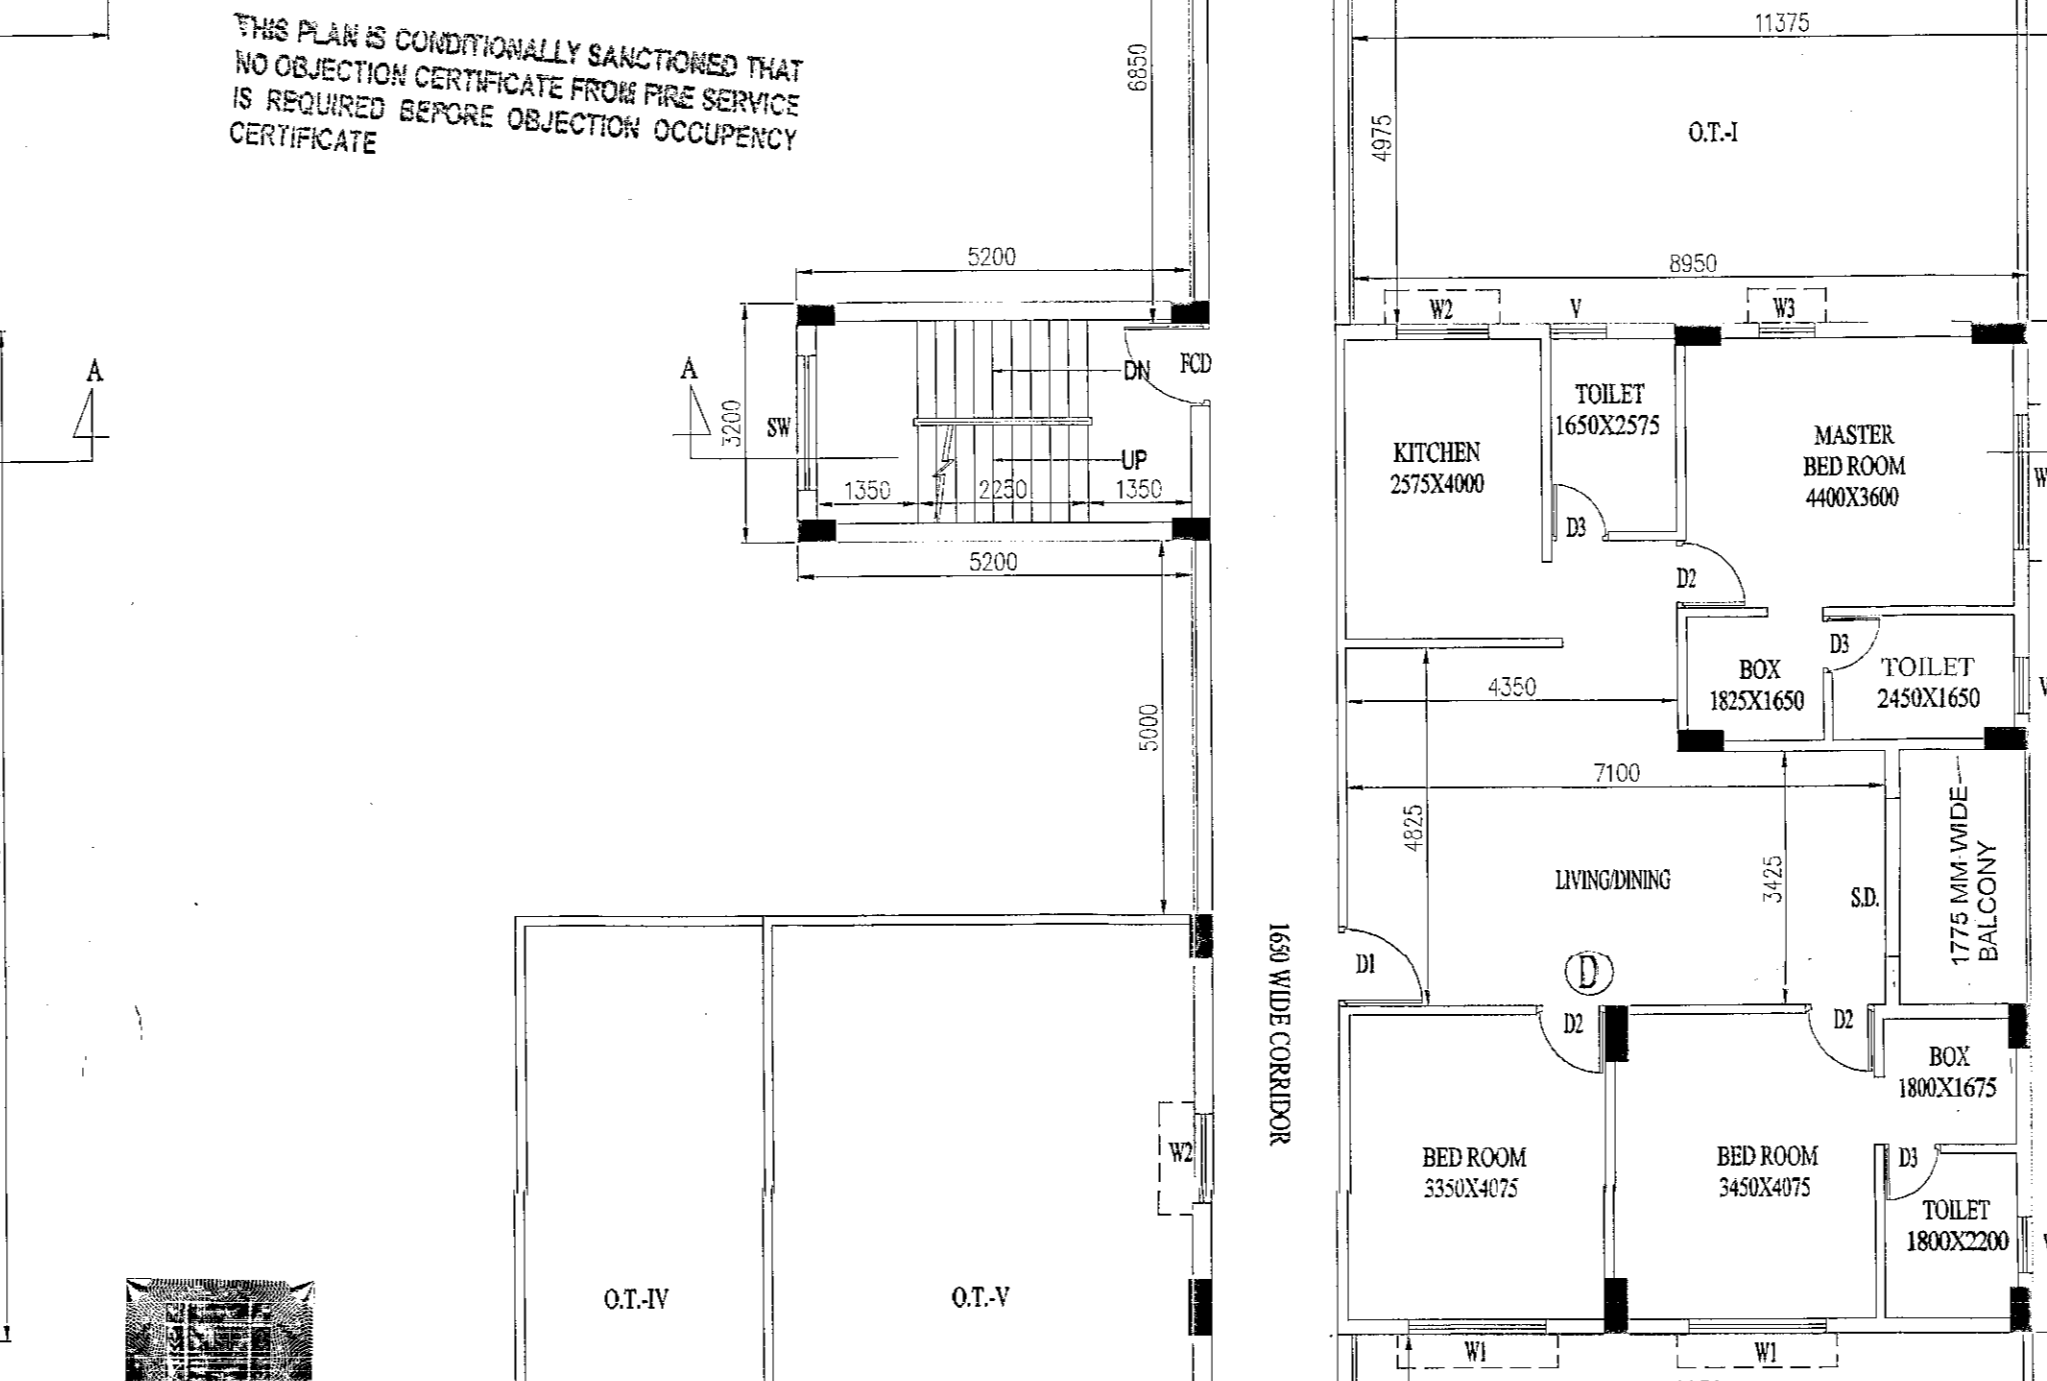 THIS PLAN IS CONDITIONALLY SANCTIONED THAT
NO OBJECTION CERTIFICATE FROM FIRE SERVICE
IS REQUIRED BEFORE OBJECTION OCCUPENCY
CERTIFICATE
6850
11375
4975
O.T.-I
5200
8950
W2
V
W3
A
A
3200
SW
DN
FCD
UP
1350
2250
1350
5200
KITCHEN
2575X4000
TOILET
1650X2575
D3
MASTER
BED ROOM
4400X3600
W
D2
D3
BOX
1825X1650
TOILET
2450X1650
4350
5000
7100
4825
3425
LIVING/DINING
S.D.
1775 MM-WIDE
BALCONY
D1
D
1650 WIDE CORRIDOR
D2
D2
BOX
1800X1675
BED ROOM
3350X4075
BED ROOM
3450X4075
D3
TOILET
1800X2200
W2
O.T.-IV
O.T.-V
W1
W1